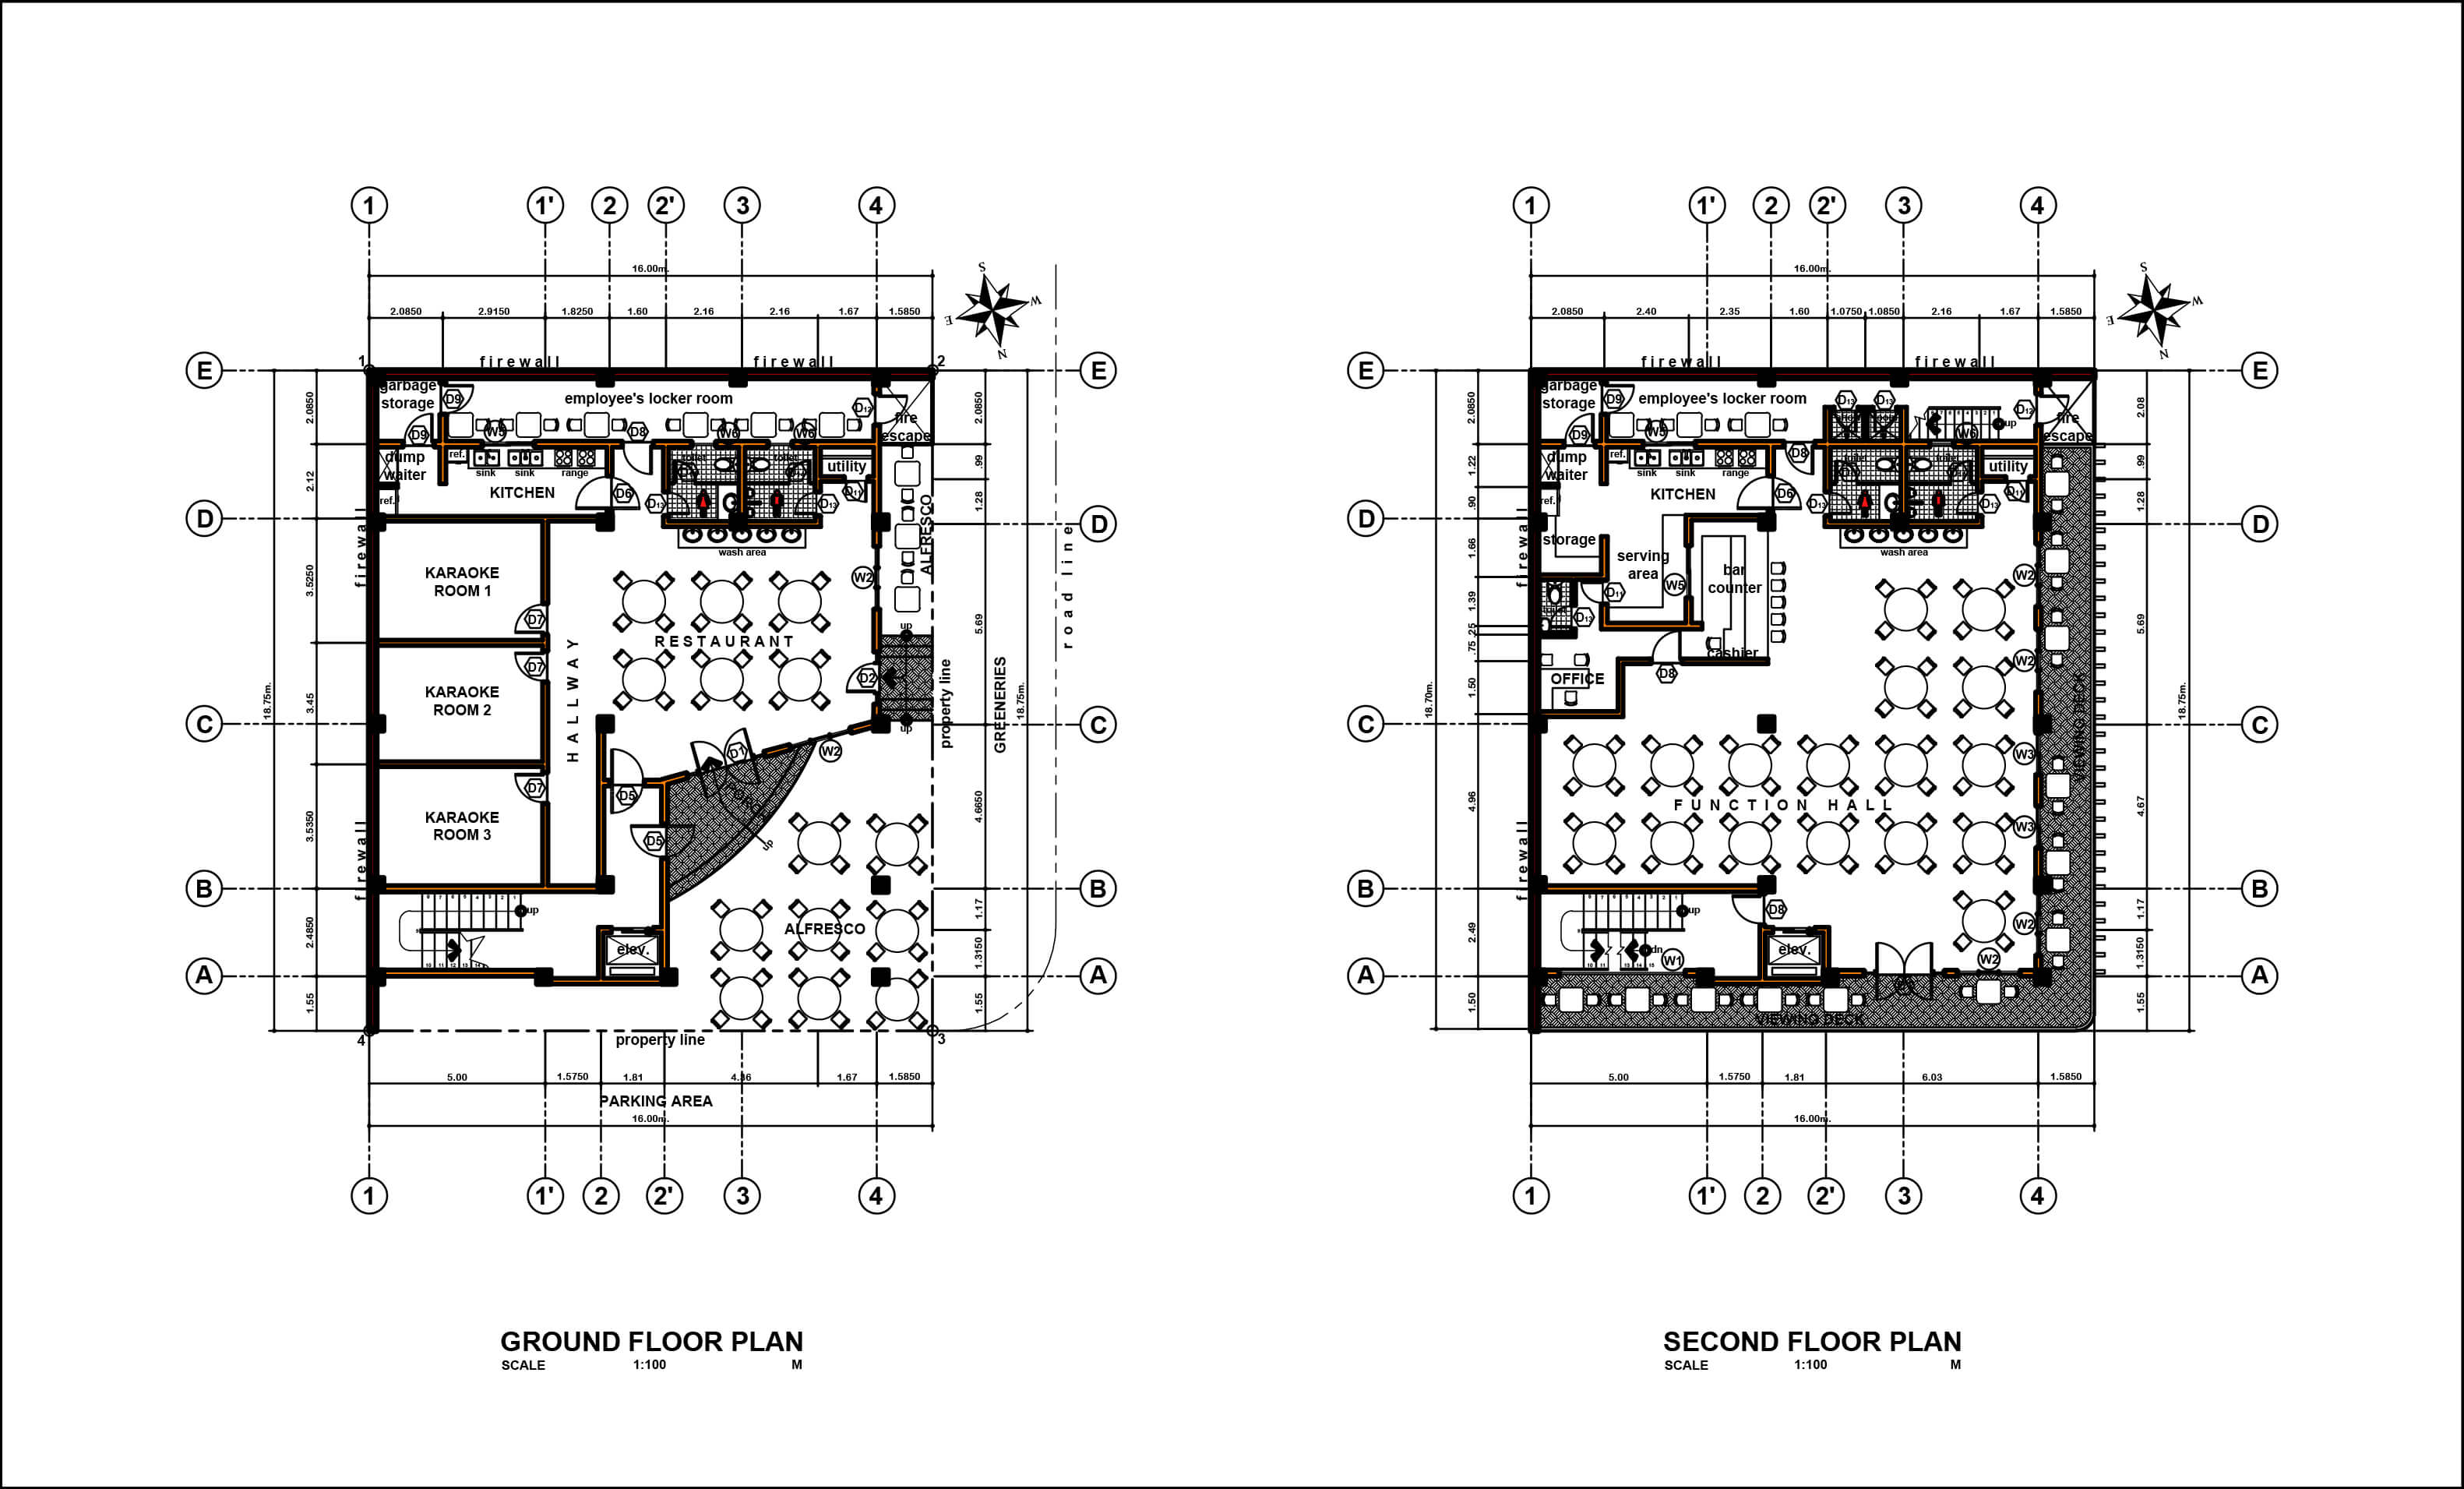 1 1' 2 2' 3 4
16.00m.
2.0850 2.9150 1.8250 1.60 2.16 2.16 1.67 1.5850
S
W
E
N
E
1
firewall
firewall
2
E
garbage
storage
D9
employee's locker room
D12
fire
escape
D9
W5
D8
W6
W6
dump
waiter
ref.
sink
sink
range
toilet
toilet
utility
ref.
KITCHEN
D6
D13
D13
D11
D
D
wash area
ALFRESCO
firewall
KARAOKE
ROOM 1
D7
W2
up
RESTAURANT
HALLWAY
D7
KARAOKE
ROOM 2
D2
up
property line
GREENERIES
road line
C
C
D1
W2
D7
D5
KARAOKE
ROOM 3
D5
up
firewall
B
B
up
ALFRESCO
elev.
A
A
4
property line
3
2.0850
2.12
3.5250
3.45
3.5350
2.4850
1.55
18.75m.
2.0850
.99
1.28
5.69
4.6650
1.17
1.3150
1.55
18.75m.
5.00 1.5750 1.81 4.36 1.67 1.5850
PARKING AREA
16.00m.
1 1' 2 2' 3 4
GROUND FLOOR PLAN
SCALE 1:100 M
1 1' 2 2' 3 4
16.00m.
2.0850 2.40 2.35 1.60 1.0750 1.0850 2.16 1.67 1.5850
S
W
E
N
E
firewall
firewall
E
garbage
storage
D9
employee's locker room
D13
D13
D12
fire
escape
up
D9
W5
D8
W6
dump
waiter
ref.
sink
sink
range
toilet
toilet
utility
ref.
KITCHEN
D6
D13
D13
D11
D
D
wash area
storage
serving
area
W5
bar
counter
D11
D13
W2
firewall
cashier
D8
OFFICE
W2
VIEWING DECK
C
C
W3
FUNCTION HALL
W3
firewall
B
B
up
D8
W2
dn
W1
elev.
W2
A
A
VIEWING DECK
2.0850
1.22
.90
1.66
1.39
.25
.75
1.50
4.96
2.49
1.50
18.70m.
2.08
.99
1.28
5.69
4.67
1.17
1.3150
1.55
18.75m.
5.00 1.5750 1.81 6.03 1.5850
16.00m.
1 1' 2 2' 3 4
SECOND FLOOR PLAN
SCALE 1:100 M